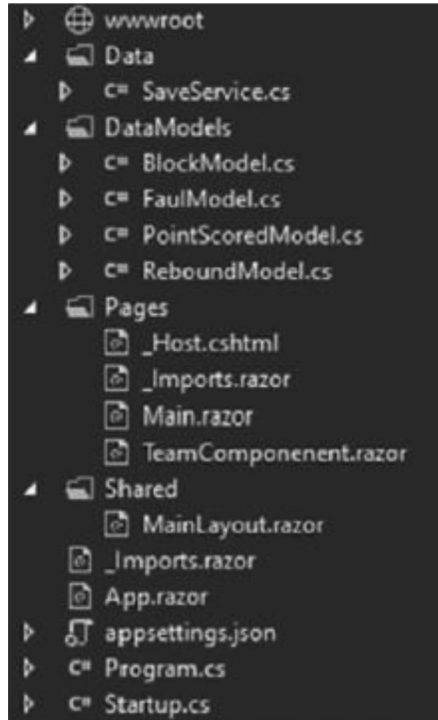 wwwroot
Data
C# SaveService.cs
DataModels
C# BlockModel.cs
C# FaulModel.cs
C# PointScoredModel.cs
C# ReboundModel.cs
Pages
_Host.cshtml
_Imports.razor
Main.razor
TeamComponenent.razor
Shared
MainLayout.razor
_Imports.razor
App.razor
appsettings.json
C# Program.cs
C# Startup.cs